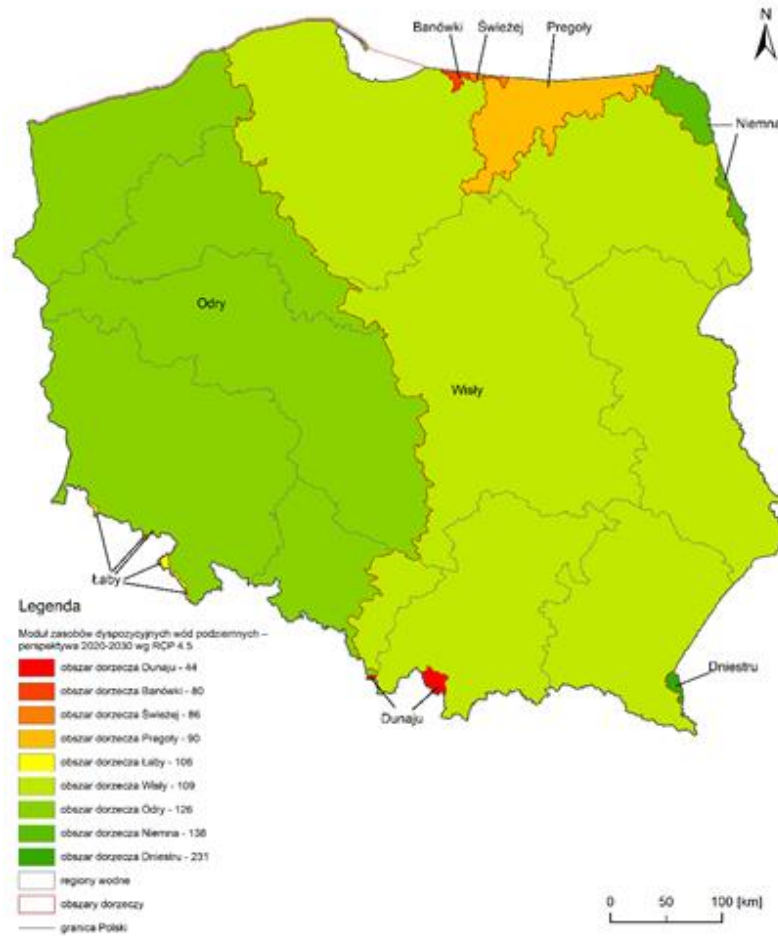 Banówki
Świeżej
Pregoły
N
Niemna
Odry
Wisły
Łaby
Dunaju
Dniestru
Legenda
Moduł zasobów dyspozycyjnych wód podziemnych –
perspektywa 2020-2030 wg RCP 4.5
obszar dorzecza Dunaju - 44
obszar dorzecza Banówki - 80
obszar dorzecza Świeżej - 86
obszar dorzecza Pregoły - 90
obszar dorzecza Łaby - 106
obszar dorzecza Wisły - 109
obszar dorzecza Odry - 126
obszar dorzecza Niemna - 138
obszar dorzecza Dniestru - 231
regiony wodne
obszary dorzeczy
granica Polski
0 50 100 [km]